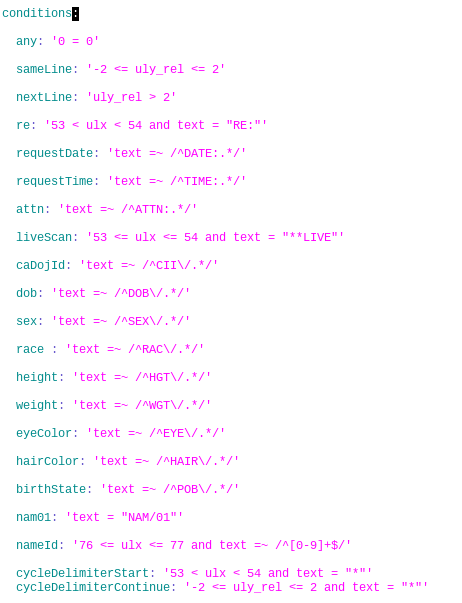 conditions:
any: '0 = 0'
sameLine: '-2 <= uly_rel <= 2'
nextLine: 'uly_rel > 2'
re: '53 < ulx < 54 and text = "RE:"'
requestDate: 'text =~ /^DATE:.*/'
requestTime: 'text =~ /^TIME:.*/'
attn: 'text =~ /^ATTN:.*/'
liveScan: '53 <= ulx <= 54 and text = "**LIVE"'
caDojId: 'text =~ /^CII\/.*/'
dob: 'text =~ /^DOB\/.*/'
sex: 'text =~ /^SEX\/.*/'
race : 'text =~ /^RAC\/.*/'
height: 'text =~ /^HGT\/.*/'
weight: 'text =~ /^WGT\/.*/'
eyeColor: 'text =~ /^EYE\/.*/'
hairColor: 'text =~ /^HAIR\/.*/'
birthState: 'text =~ /^POB\/.*/'
nam01: 'text = "NAM/01"'
nameId: '76 <= ulx <= 77 and text =~ /^[0-9]+$/'
cycleDelimiterStart: '53 < ulx < 54 and text = "*"'
cycleDelimiterContinue: '-2 <= uly_rel <= 2 and text = "*"'